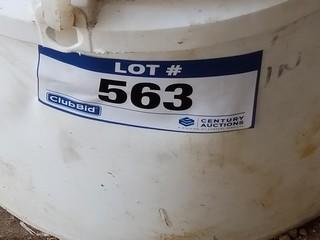 LOT #
563
ClubBid
CENTURY
AUCTIONS